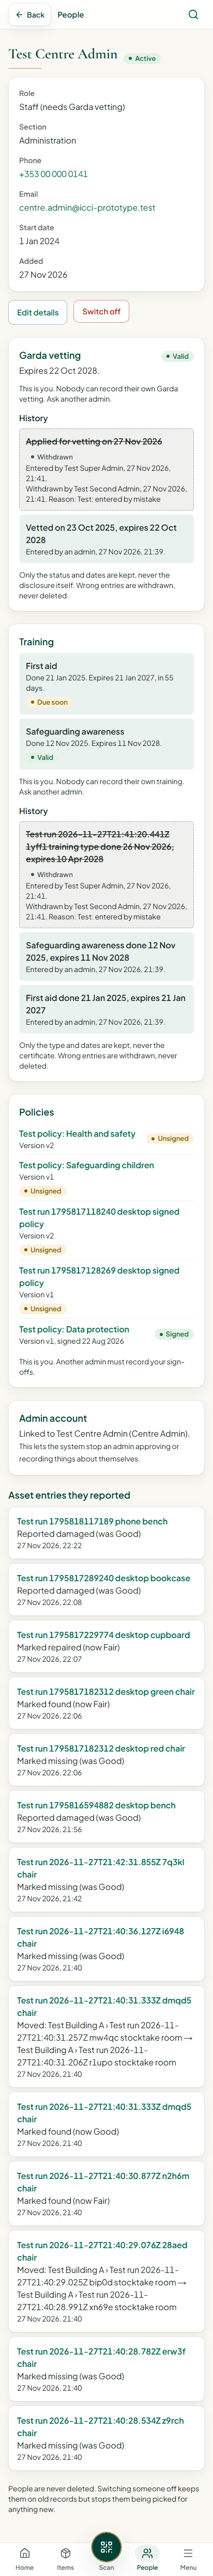 Back
People
Test Centre Admin
Active
Role
Staff (needs Garda vetting)
Section
Administration
Phone
+353 00 000 0141
Email
centre.admin@icci-prototype.test
Start date
1 Jan 2024
Added
27 Nov 2026
Edit details
Switch off
Garda vetting
Valid
Expires 22 Oct 2028.
This is you. Nobody can record their own Garda
vetting. Ask another admin.
History
Applied for vetting on 27 Nov 2026
Withdrawn
Entered by Test Super Admin, 27 Nov 2026,
21:41.
Withdrawn by Test Second Admin, 27 Nov 2026,
21:41. Reason: Test: entered by mistake
Vetted on 23 Oct 2025, expires 22 Oct
2028
Entered by an admin, 27 Nov 2026, 21:39.
Only the status and dates are kept, never the
disclosure itself. Wrong entries are withdrawn,
never deleted.
Training
First aid
Done 21 Jan 2025. Expires 21 Jan 2027, in 55
days.
Due soon
Safeguarding awareness
Done 12 Nov 2025. Expires 11 Nov 2028.
Valid
This is you. Nobody can record their own training.
Ask another admin.
History
Test run 2026-11-27T21:41:20.441Z
1yff1 training type done 26 Nov 2026,
expires 10 Apr 2028
Withdrawn
Entered by Test Super Admin, 27 Nov 2026,
21:41.
Withdrawn by Test Second Admin, 27 Nov 2026,
21:41. Reason: Test: entered by mistake
Safeguarding awareness done 12 Nov
2025, expires 11 Nov 2028
Entered by an admin, 27 Nov 2026, 21:39.
First aid done 21 Jan 2025, expires 21 Jan
2027
Entered by an admin, 27 Nov 2026, 21:39.
Only the type and dates are kept, never the
certificate. Wrong entries are withdrawn, never
deleted.
Policies
Test policy: Health and safety
Unsigned
Version v2
Test policy: Safeguarding children
Version v1
Unsigned
Test run 1795817118240 desktop signed
policy
Version v2
Unsigned
Test run 1795817128269 desktop signed
policy
Version v1
Unsigned
Test policy: Data protection
Signed
Version v1, signed 22 Aug 2026
This is you. Another admin must record your sign-
offs.
Admin account
Linked to Test Centre Admin (Centre Admin).
This lets the system stop an admin approving or
recording things about themselves.
Asset entries they reported
Test run 1795818117189 phone bench
Reported damaged (was Good)
27 Nov 2026, 22:22
Test run 1795817289240 desktop bookcase
Reported damaged (was Good)
27 Nov 2026, 22:08
Test run 1795817229774 desktop cupboard
Marked repaired (now Fair)
27 Nov 2026, 22:07
Test run 1795817182312 desktop green chair
Marked found (now Fair)
27 Nov 2026, 22:06
Test run 1795817182312 desktop red chair
Marked missing (was Good)
27 Nov 2026, 22:06
Test run 1795816594882 desktop bench
Reported damaged (was Good)
27 Nov 2026, 21:56
Test run 2026-11-27T21:42:31.855Z 7q3kl
chair
Marked missing (was Good)
27 Nov 2026, 21:42
Test run 2026-11-27T21:40:36.127Z i6948
chair
Marked missing (was Good)
27 Nov 2026, 21:40
Test run 2026-11-27T21:40:31.333Z dmqd5
chair
Moved: Test Building A › Test run 2026-11-
27T21:40:31.257Z mw4qc stocktake room →
Test Building A › Test run 2026-11-
27T21:40:31.206Z r1upo stocktake room
27 Nov 2026, 21:40
Test run 2026-11-27T21:40:31.333Z dmqd5
chair
Marked found (now Good)
27 Nov 2026, 21:40
Test run 2026-11-27T21:40:30.877Z n2h6m
chair
Marked found (now Fair)
27 Nov 2026, 21:40
Test run 2026-11-27T21:40:29.076Z 28aed
chair
Moved: Test Building A › Test run 2026-11-
27T21:40:29.025Z bip0d stocktake room →
Test Building A › Test run 2026-11-
27T21:40:28.991Z xn69e stocktake room
27 Nov 2026, 21:40
Test run 2026-11-27T21:40:28.782Z erw3f
chair
Marked missing (was Good)
27 Nov 2026, 21:40
Test run 2026-11-27T21:40:28.534Z z9rch
chair
Marked missing (was Good)
27 Nov 2026, 21:40
People are never deleted. Switching someone off keeps
them on old records but stops them being picked for
anything new.
Home
Items
Scan
People
Menu